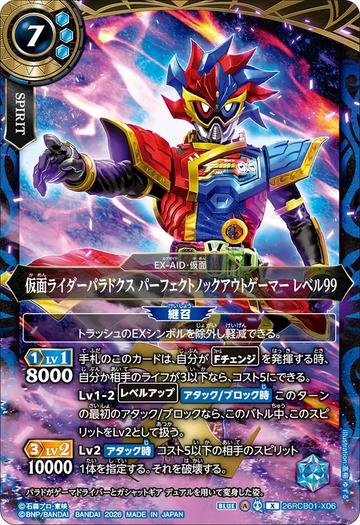 7
SPIRIT
EX-AID・仮面
仮面ライダーパラドクス パーフェクトノックアウトゲーマー レベル99
継召
トラッシュのEXシンボルを除外し軽減できる。
1 LV1 8000
手札のこのカードは、自分が Fチェンジ を発揮する時、
自分か相手のライフが3以下なら、コスト5にできる。
Lv1-2 レベルアップ アタック/ブロック時 このターン
の最初のアタック/ブロックなら、このバトル中、このスピ
リットをLv2として扱う。
3 LV2 10000
Lv2 アタック時 コスト5以外の相手のスピリット
1体を指定する。それを破壊する。
©石森プロ・東映
©BNP/BANDAI BANDAI 2026 MADE IN JAPAN
BLUE A X 26RCB01-X06
パラドがゲーマドライバーとガシャットギア デュアルを用いて変身した姿。